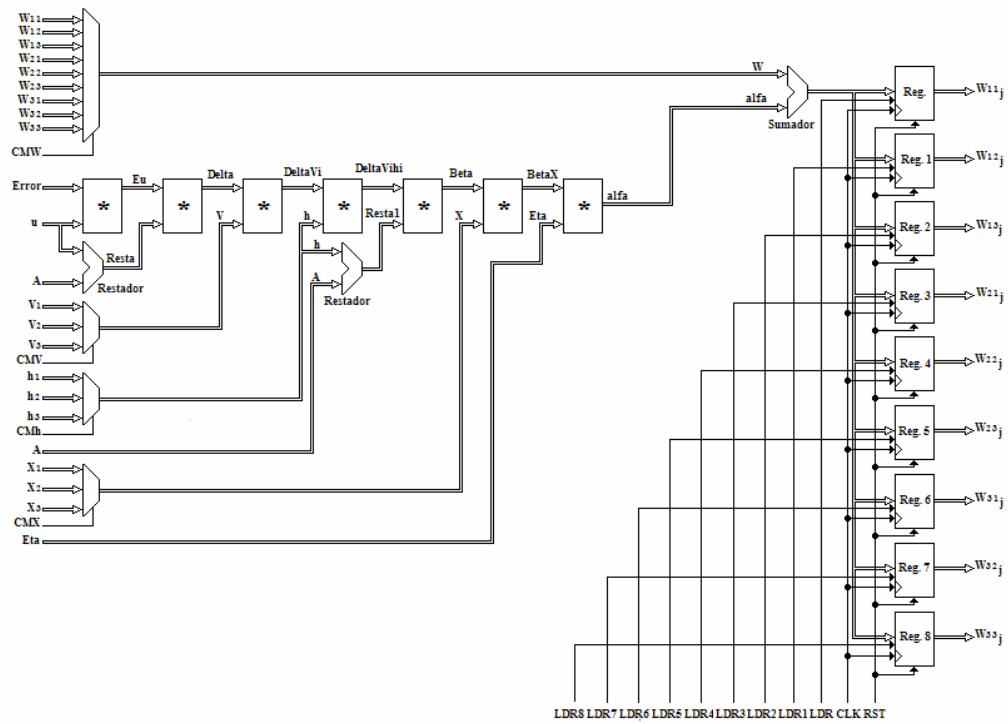 W11
W12
W13
W21
W22
W23
W31
W32
W33
CMW
W
alfa
Sumador
Reg.
W11j
Reg. 1
W12j
Reg. 2
W13j
Reg. 3
W21j
Reg. 4
W22j
Reg. 5
W23j
Reg. 6
W31j
Reg. 7
W32j
Reg. 8
W33j
Error
Eu
Delta
DeltaVi
DeltaVihi
Beta
BetaX
*
*
*
*
*
*
*
alfa
u
V
h
Resta1
X
Eta
Resta
h
A
Restador
A
Restador
V1
V2
V3
CMV
h1
h2
h3
CMh
A
X1
X2
X3
CMX
Eta
LDR8 LDR7 LDR6 LDR5 LDR4 LDR3 LDR2 LDR1 LDR CLK RST